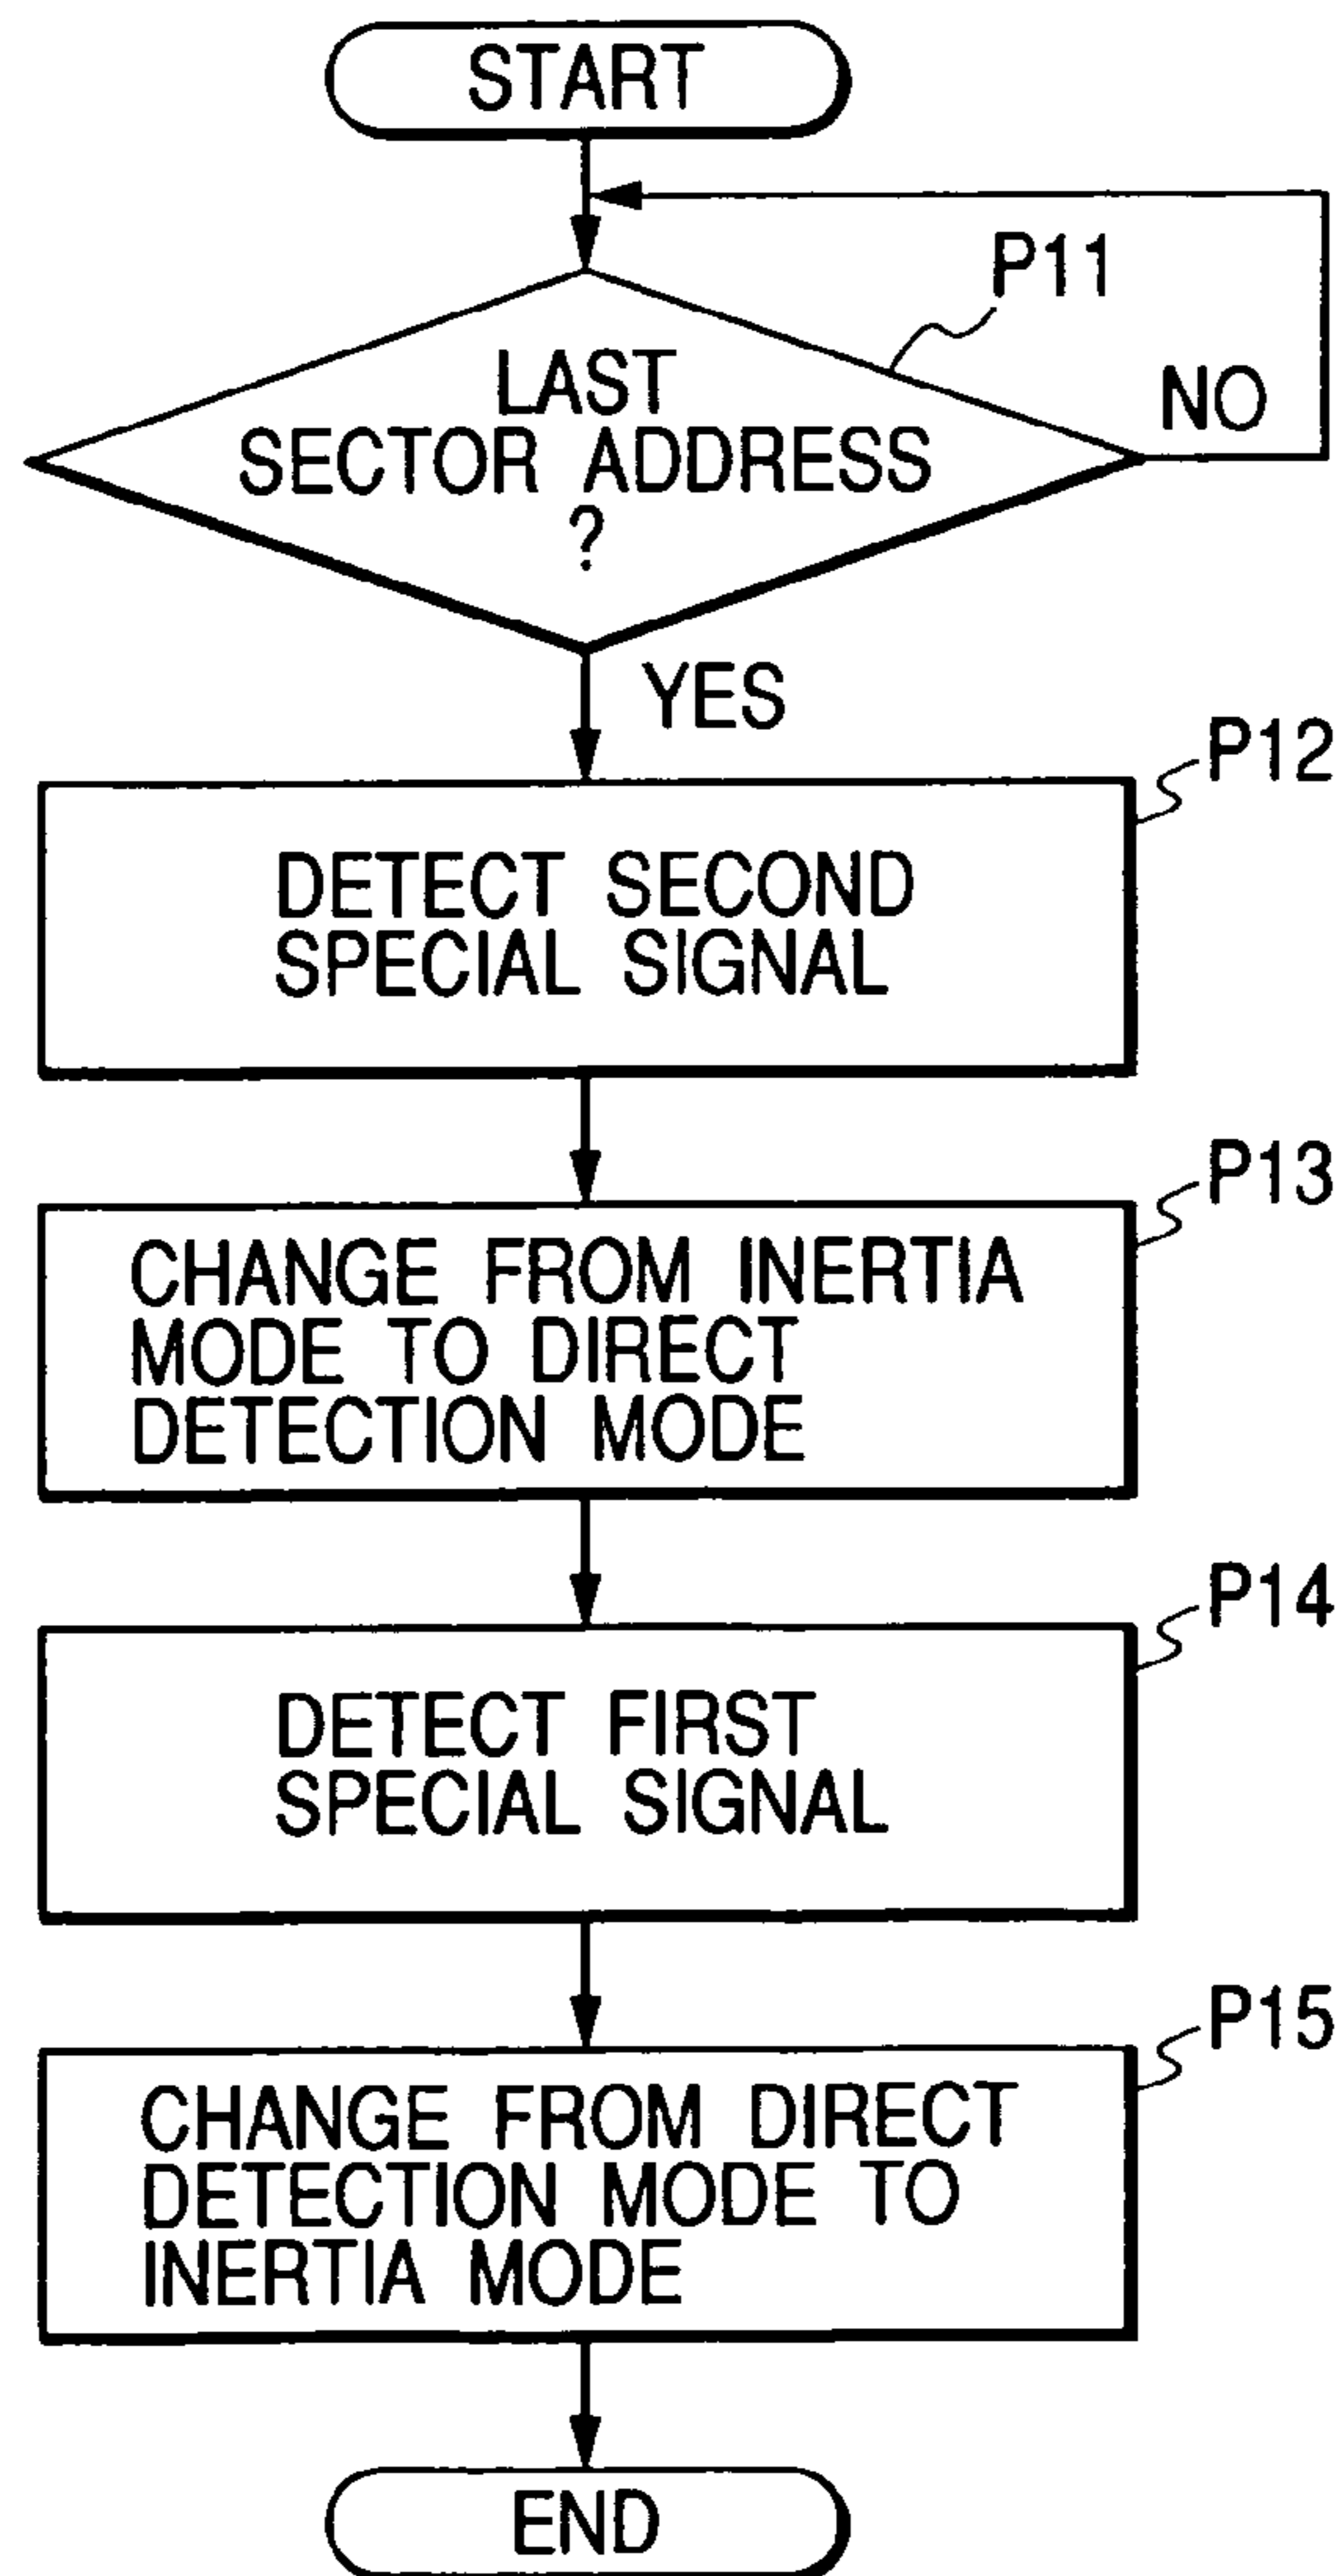 START
P11
LAST
SECTOR ADDRESS
?
NO
YES
P12
DETECT SECOND
SPECIAL SIGNAL
P13
CHANGE FROM INERTIA
MODE TO DIRECT
DETECTION MODE
P14
DETECT FIRST
SPECIAL SIGNAL
P15
CHANGE FROM DIRECT
DETECTION MODE TO
INERTIA MODE
END